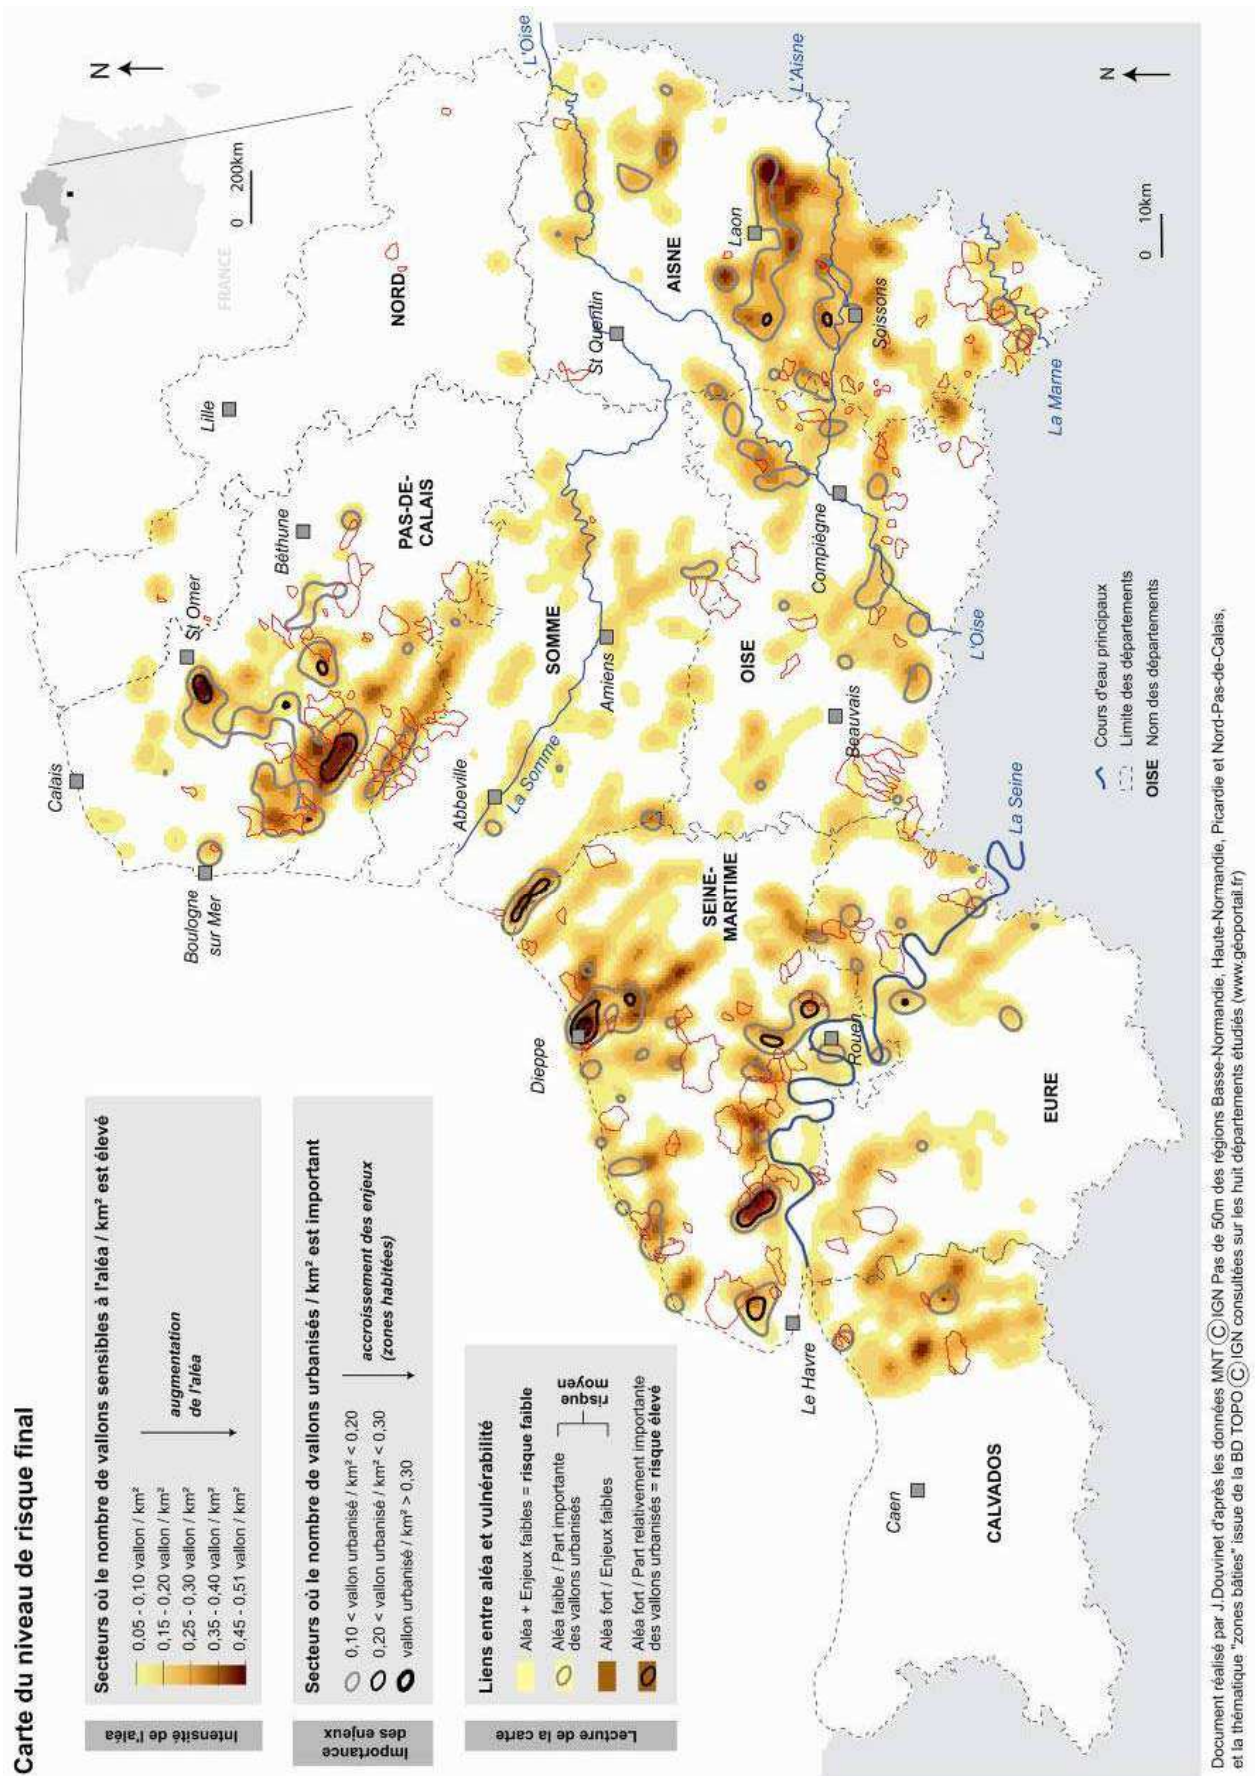 Carte du niveau de risque final
Intensité de l'aléa
Secteurs où le nombre de vallons sensibles à l'aléa / km² est élevé
0,05 - 0,10 vallon / km²
0,15 - 0,20 vallon / km²
0,25 - 0,30 vallon / km²
0,35 - 0,40 vallon / km²
0,45 - 0,51 vallon / km²
augmentation
de l'aléa
Importance
des enjeux
Secteurs où le nombre de vallons urbanisés / km² est important
0,10 < vallon urbanisé / km² < 0,20
0,20 < vallon urbanisé / km² < 0,30
vallon urbanisé / km² > 0,30
accroissement des enjeux
(zones habitées)
Lecture de la carte
Liens entre aléa et vulnérabilité
Aléa + Enjeux faibles = risque faible
Aléa faible / Part importante
des vallons urbanisés
Aléa fort / Enjeux faibles
risque
moyen
Aléa fort / Part relativement importante
des vallons urbanisés = risque élevé
N
FRANCE
0 200km
Calais
Boulogne
sur Mer
St Omer
Béthune
Lille
NORD
PAS-DE-
CALAIS
L'Oise
Abbeville
La Somme
SOMME
Amiens
St Quentin
AISNE
Laon
L'Aisne
Soissons
Dieppe
SEINE-
MARITIME
OISE
Beauvais
Compiègne
L'Oise
La Marne
Le Havre
Rouen
La Seine
EURE
Caen
CALVADOS
N
0 10km
Cours d'eau principaux
Limite des départements
OISE Nom des départements
Document réalisé par J.Douvinet d'après les données MNT © IGN Pas de 50m des régions Basse-Normandie, Haute-Normandie, Picardie et Nord-Pas-de-Calais,
et la thématique "zones bâties" issue de la BD TOPO © IGN consultées sur les huit départements étudiés (www.géoportail.fr)